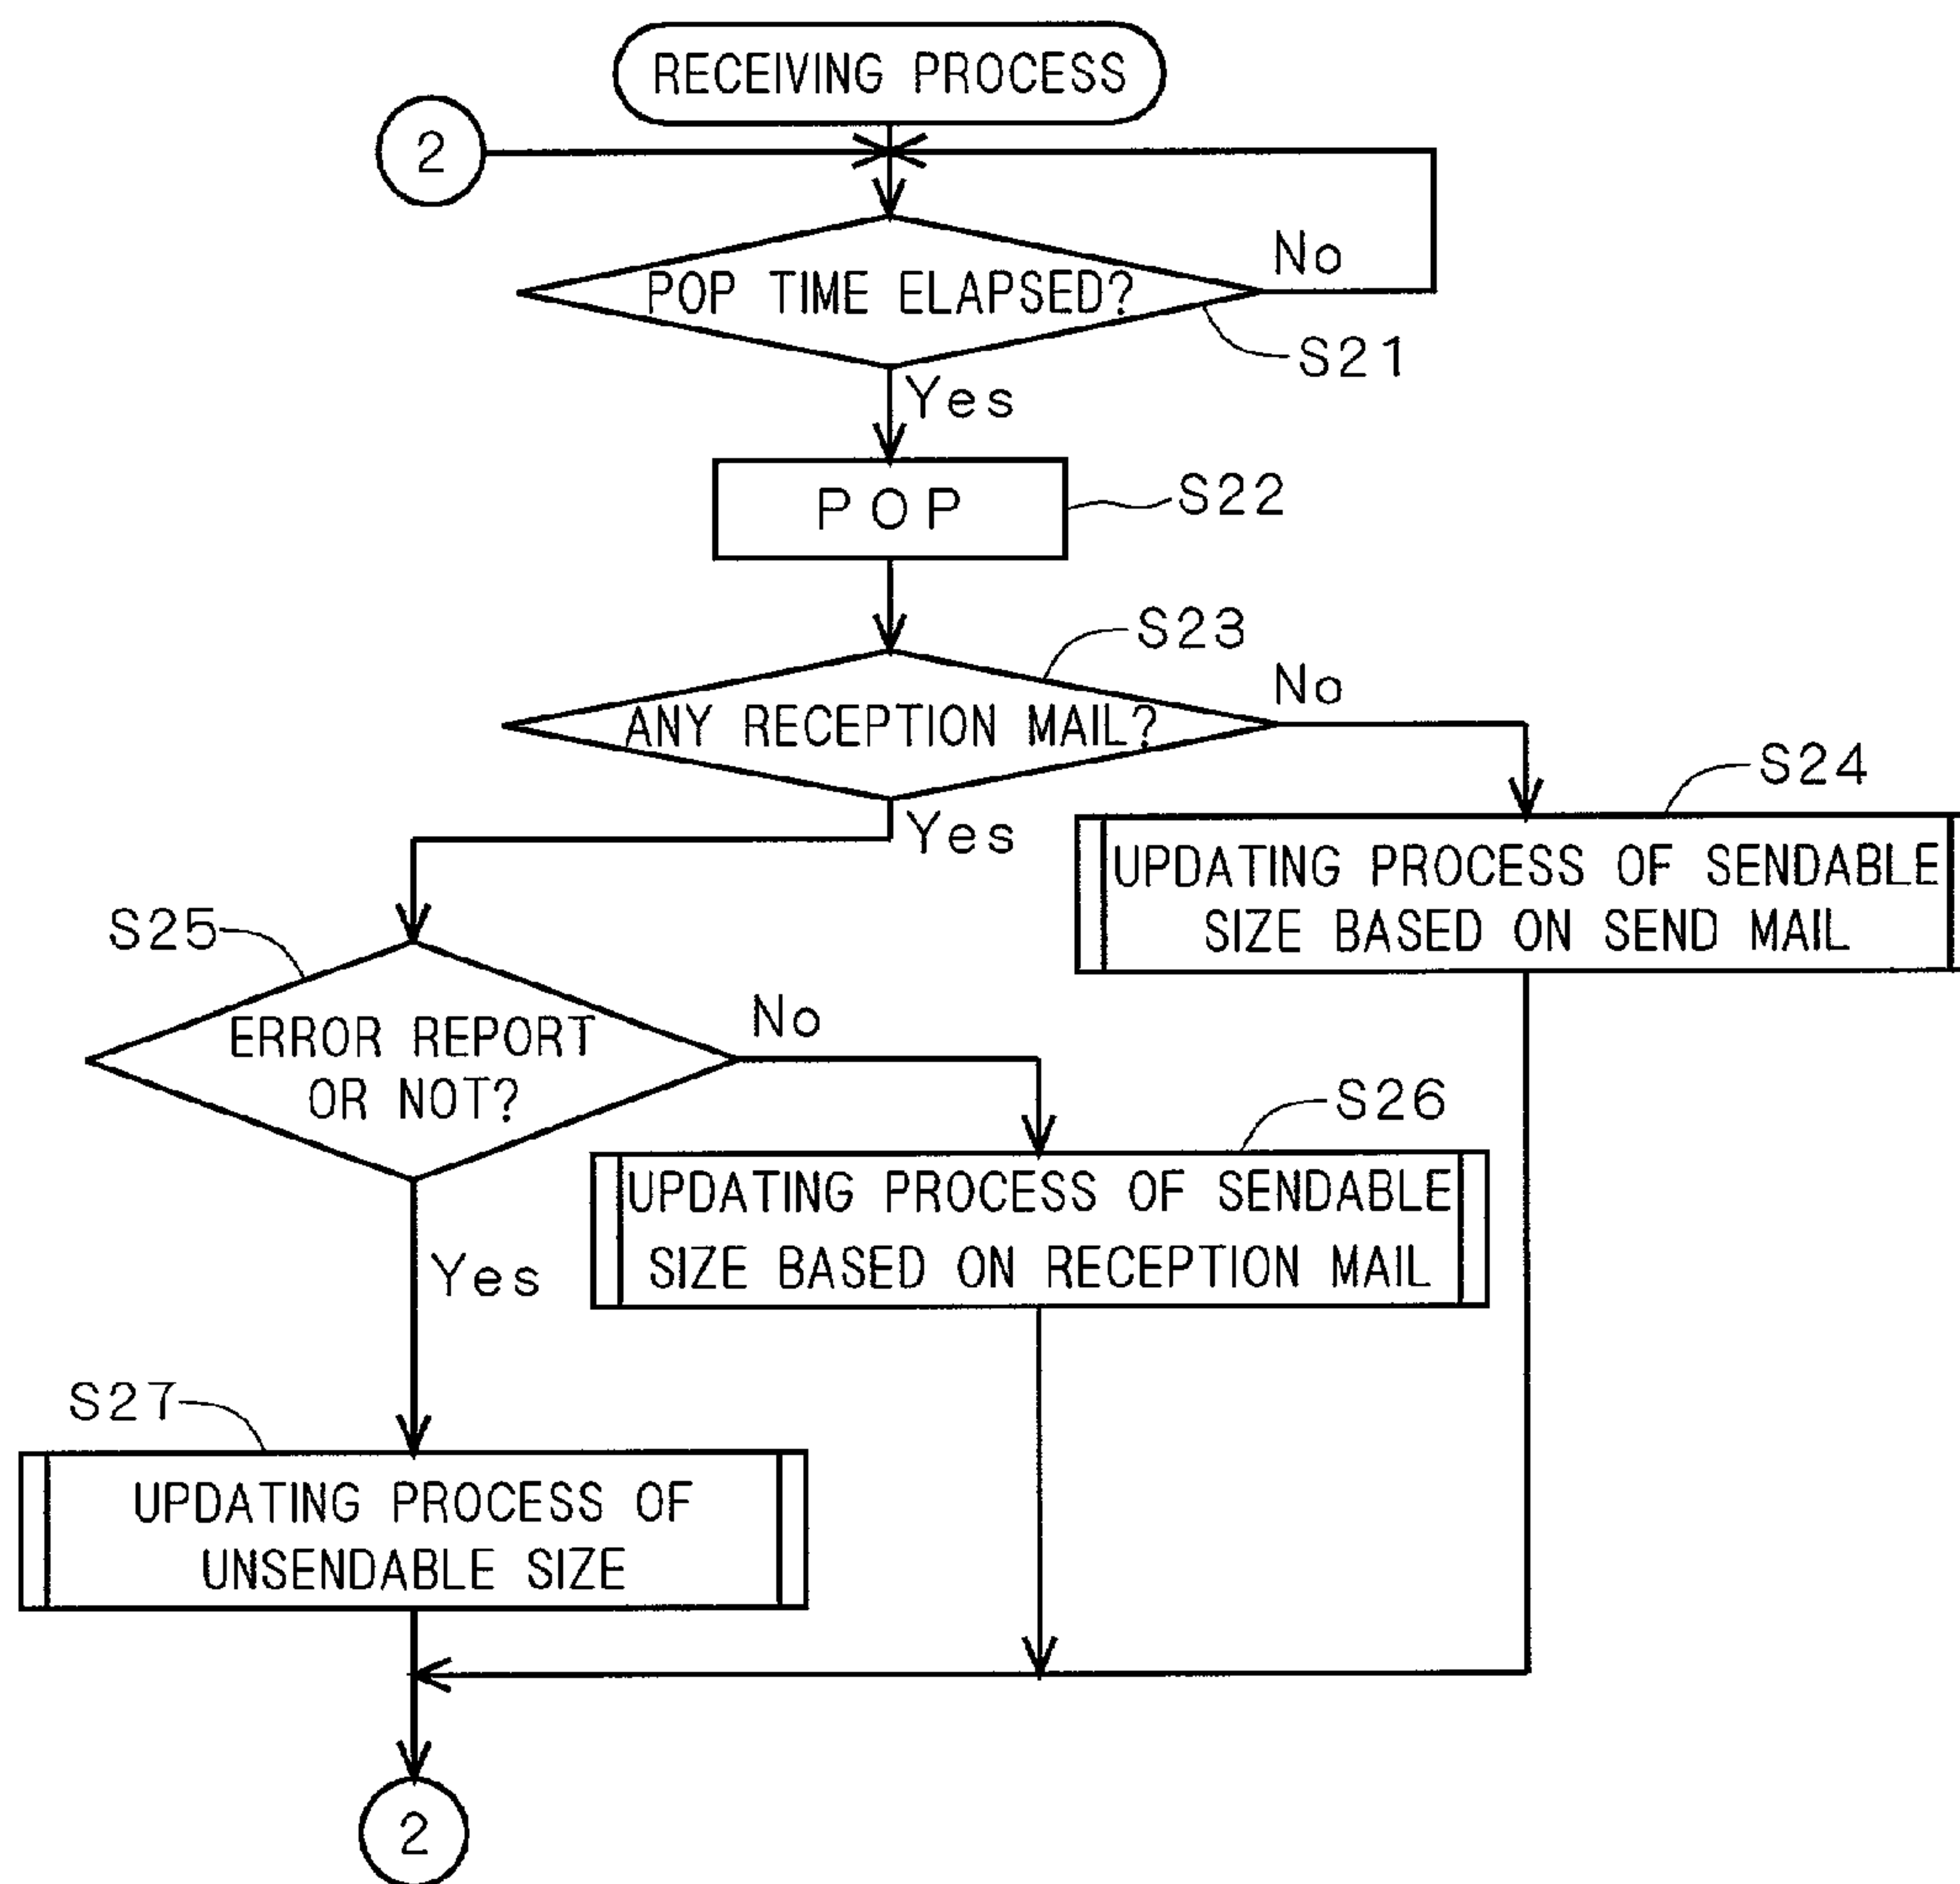 RECEIVING PROCESS
2
POP TIME ELAPSED?
No
S21
Yes
POP
S22
S23
ANY RECEPTION MAIL?
No
Yes
S24
UPDATING PROCESS OF SENDABLE
SIZE BASED ON SEND MAIL
S25
ERROR REPORT
OR NOT?
No
Yes
S26
UPDATING PROCESS OF SENDABLE
SIZE BASED ON RECEPTION MAIL
S27
UPDATING PROCESS OF
UNSENDABLE SIZE
2